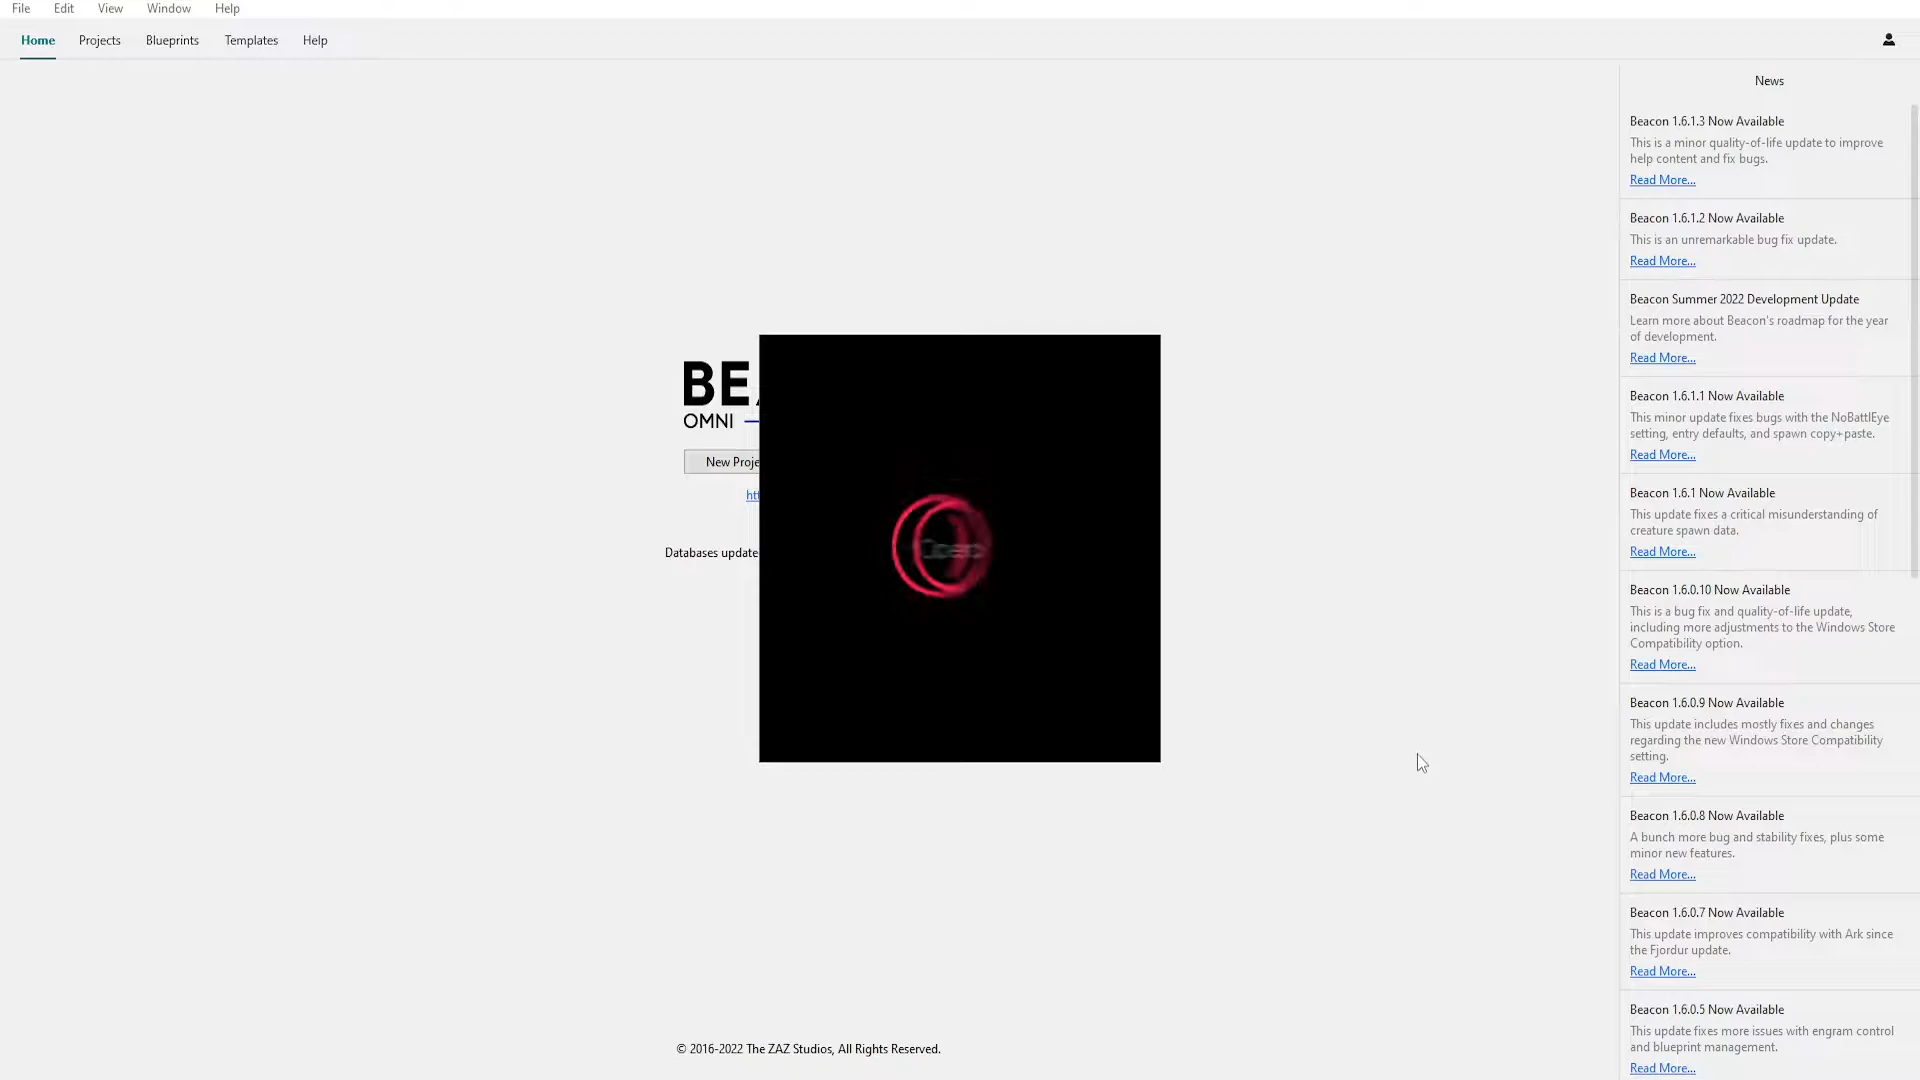 File Edit View Window Help
Home Projects Blueprints Templates Help
News
Beacon 1.6.1.3 Now Available
This is a minor quality-of-life update to improve
help content and fix bugs.
Read More...
Beacon 1.6.1.2 Now Available
This is an unremarkable bug fix update.
Read More...
Beacon Summer 2022 Development Update
Learn more about Beacon's roadmap for the year
of development.
Read More...
Beacon 1.6.1.1 Now Available
This minor update fixes bugs with the NoBattlEye
setting, entry defaults, and spawn copy+paste.
Read More...
Beacon 1.6.1 Now Available
This update fixes a critical misunderstanding of
creature spawn data.
Read More...
Beacon 1.6.0.10 Now Available
This is a bug fix and quality-of-life update,
including more adjustments to the Windows Store
Compatibility option.
Read More...
Beacon 1.6.0.9 Now Available
This update includes mostly fixes and changes
regarding the new Windows Store Compatibility
setting.
Read More...
Beacon 1.6.0.8 Now Available
A bunch more bug and stability fixes, plus some
minor new features.
Read More...
Beacon 1.6.0.7 Now Available
This update improves compatibility with Ark since
the Fjordur update.
Read More...
Beacon 1.6.0.5 Now Available
This update fixes more issues with engram control
and blueprint management.
Read More...
BE
OMNI
New Proje
htt
Databases update
© 2016-2022 The ZAZ Studios, All Rights Reserved.